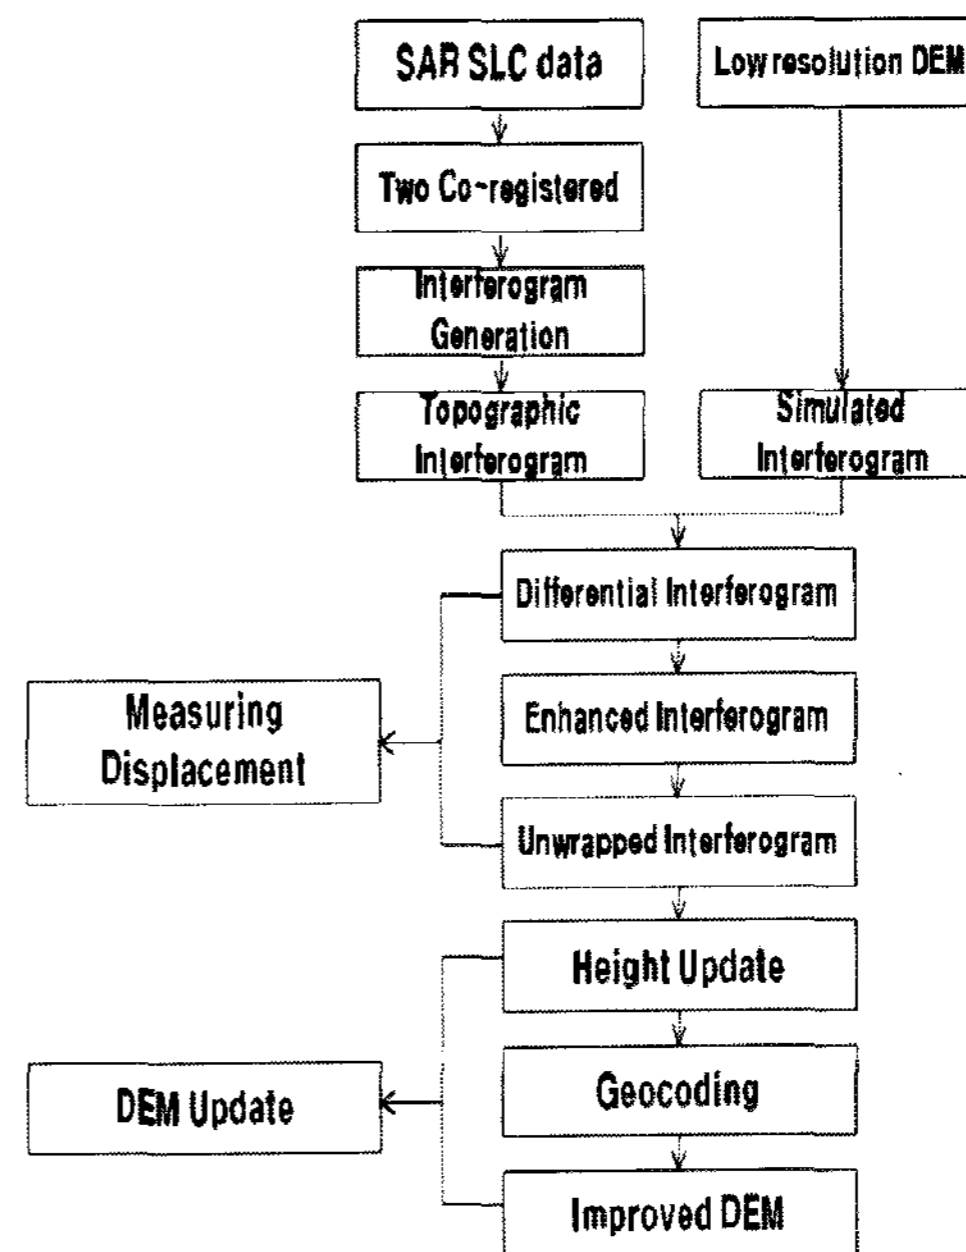 SAR SLC data
Low resolution DEM
Two Co-registered
Interferogram
Generation
Topographic
Interferogram
Simulated
Interferogram
Differential Interferogram
Enhanced Interferogram
Measuring
Displacement
Unwrapped Interferogram
Height Update
Geocoding
DEM Update
Improved DEM